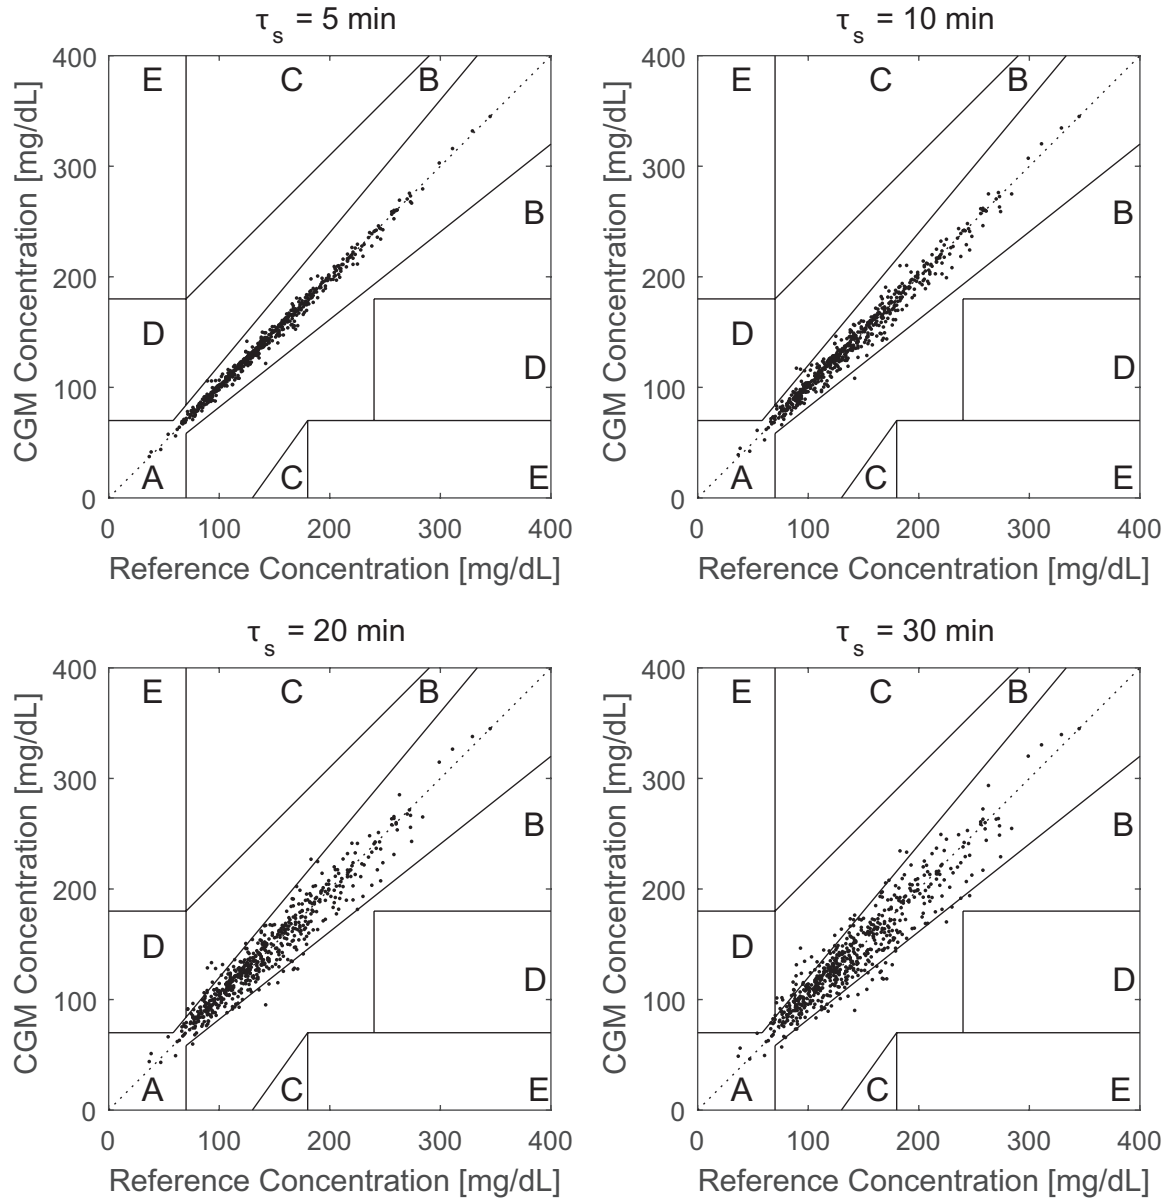 τs = 5 min
CGM Concentration [mg/dL]
400
300
200
100
0
E
C
B
B
D
D
A
C
E
0 100 200 300 400
Reference Concentration [mg/dL]
τs = 10 min
CGM Concentration [mg/dL]
400
300
200
100
0
E
C
B
B
D
D
A
C
E
0 100 200 300 400
Reference Concentration [mg/dL]
τs = 20 min
CGM Concentration [mg/dL]
400
300
200
100
0
E
C
B
B
D
D
A
C
E
0 100 200 300 400
Reference Concentration [mg/dL]
τs = 30 min
CGM Concentration [mg/dL]
400
300
200
100
0
E
C
B
B
D
D
A
C
E
0 100 200 300 400
Reference Concentration [mg/dL]